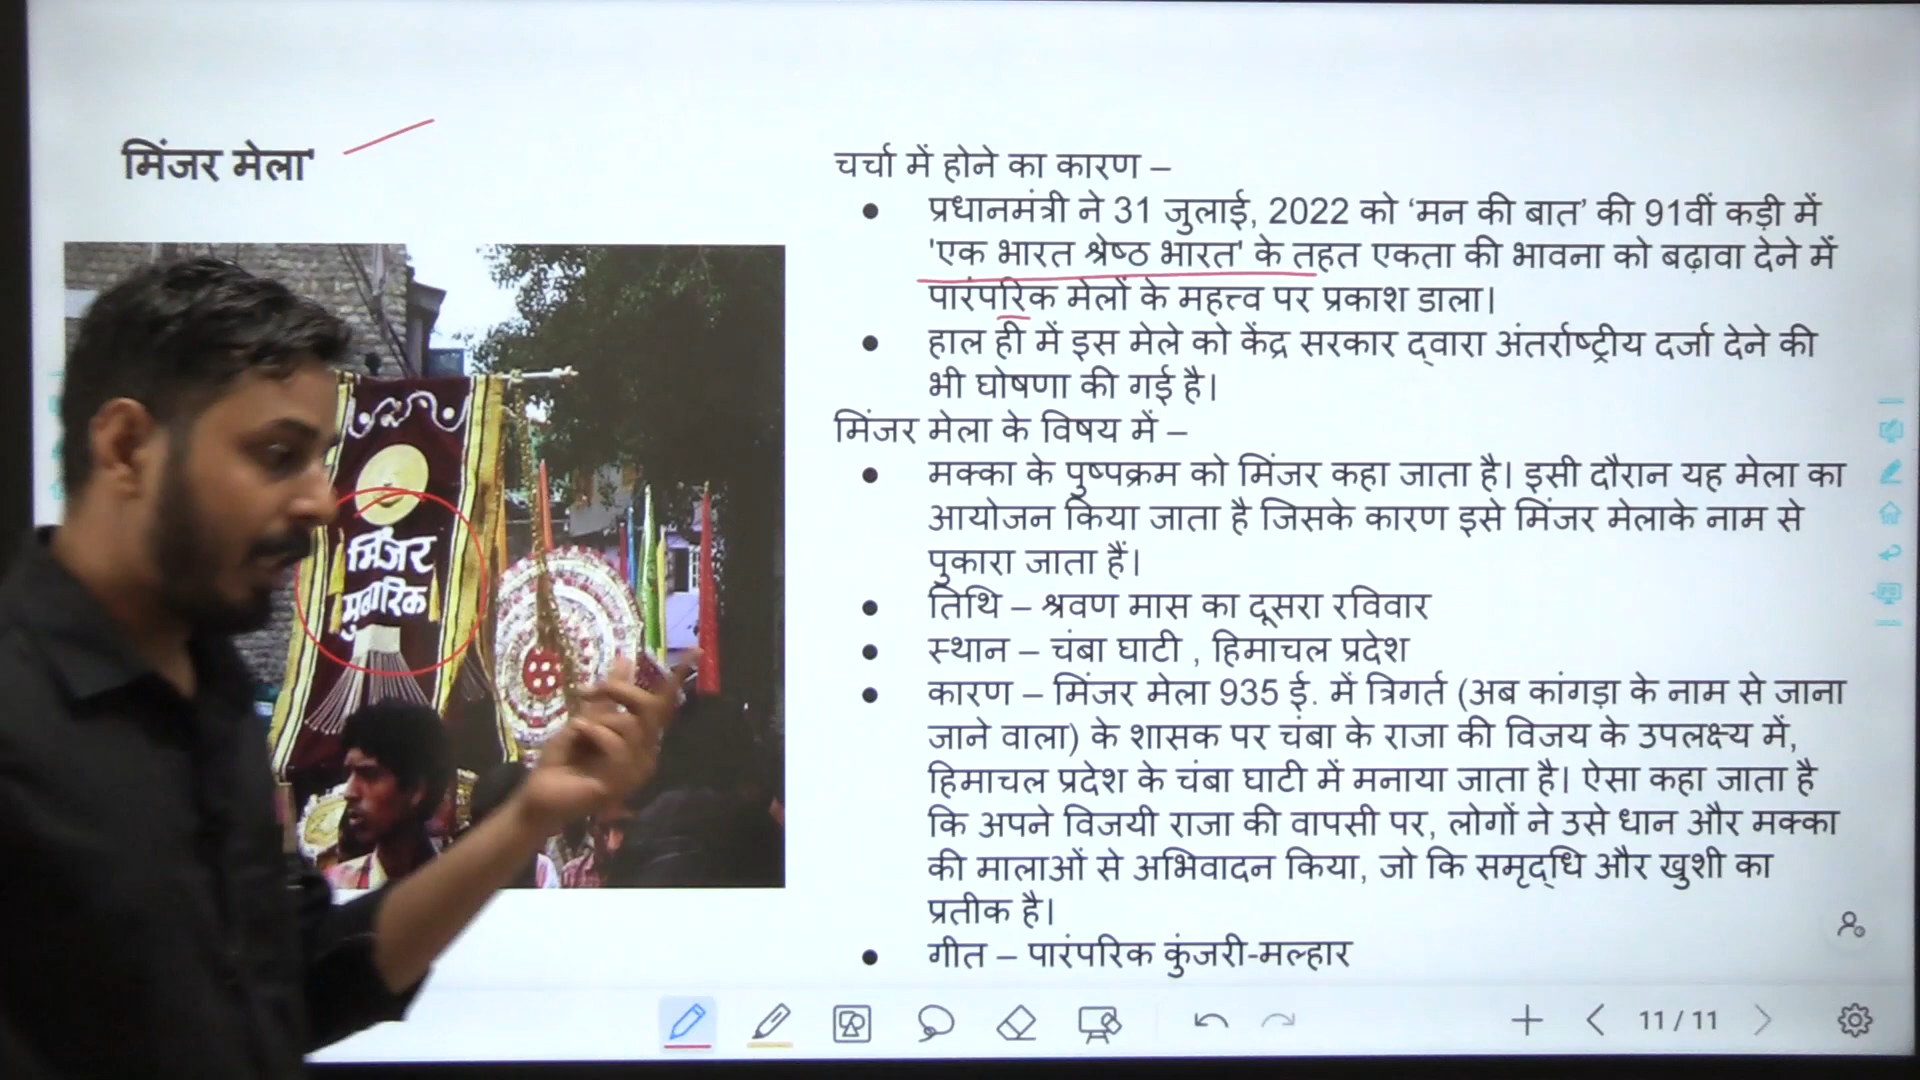 मिंजर मेला'
मिंजर
मुबारिक
चर्चा में होने का कारण –
● प्रधानमंत्री ने 31 जुलाई, 2022 को ‘मन की बात’ की 91वीं कड़ी में
'एक भारत श्रेष्ठ भारत' के तहत एकता की भावना को बढ़ावा देने में
पारंपरिक मेलों के महत्त्व पर प्रकाश डाला।
● हाल ही में इस मेले को केंद्र सरकार द्वारा अंतर्राष्ट्रीय दर्जा देने की
भी घोषणा की गई है।
मिंजर मेला के विषय में –
● मक्का के पुष्पक्रम को मिंजर कहा जाता है। इसी दौरान यह मेला का
आयोजन किया जाता है जिसके कारण इसे मिंजर मेलाके नाम से
पुकारा जाता हैं।
● तिथि – श्रवण मास का दूसरा रविवार
● स्थान – चंबा घाटी , हिमाचल प्रदेश
● कारण – मिंजर मेला 935 ई. में त्रिगर्त (अब कांगड़ा के नाम से जाना
जाने वाला) के शासक पर चंबा के राजा की विजय के उपलक्ष्य में,
हिमाचल प्रदेश के चंबा घाटी में मनाया जाता है। ऐसा कहा जाता है
कि अपने विजयी राजा की वापसी पर, लोगों ने उसे धान और मक्का
की मालाओं से अभिवादन किया, जो कि समृद्धि और खुशी का
प्रतीक है।
● गीत – पारंपरिक कुंजरी-मल्हार
11 / 11